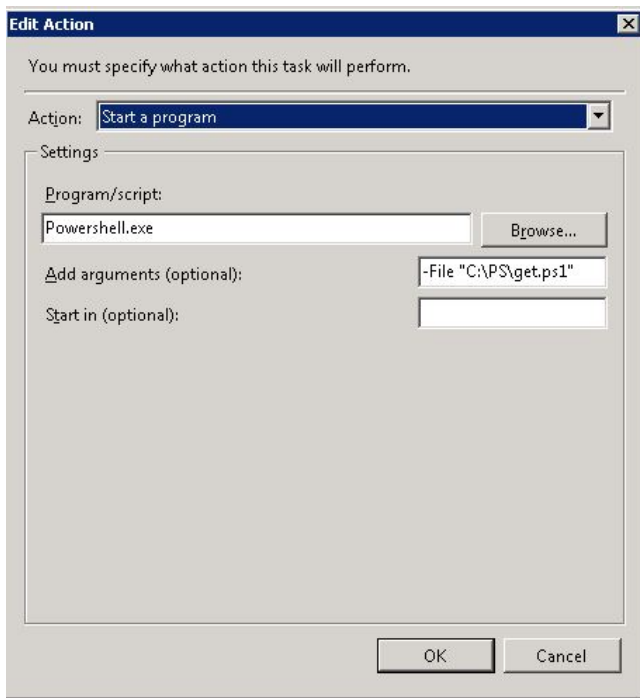 Edit Action
You must specify what action this task will perform.
Action: Start a program
Settings
Program/script:
Powershell.exe Browse...
Add arguments (optional): -File "C:\PS\get.ps1"
Start in (optional):
OK Cancel